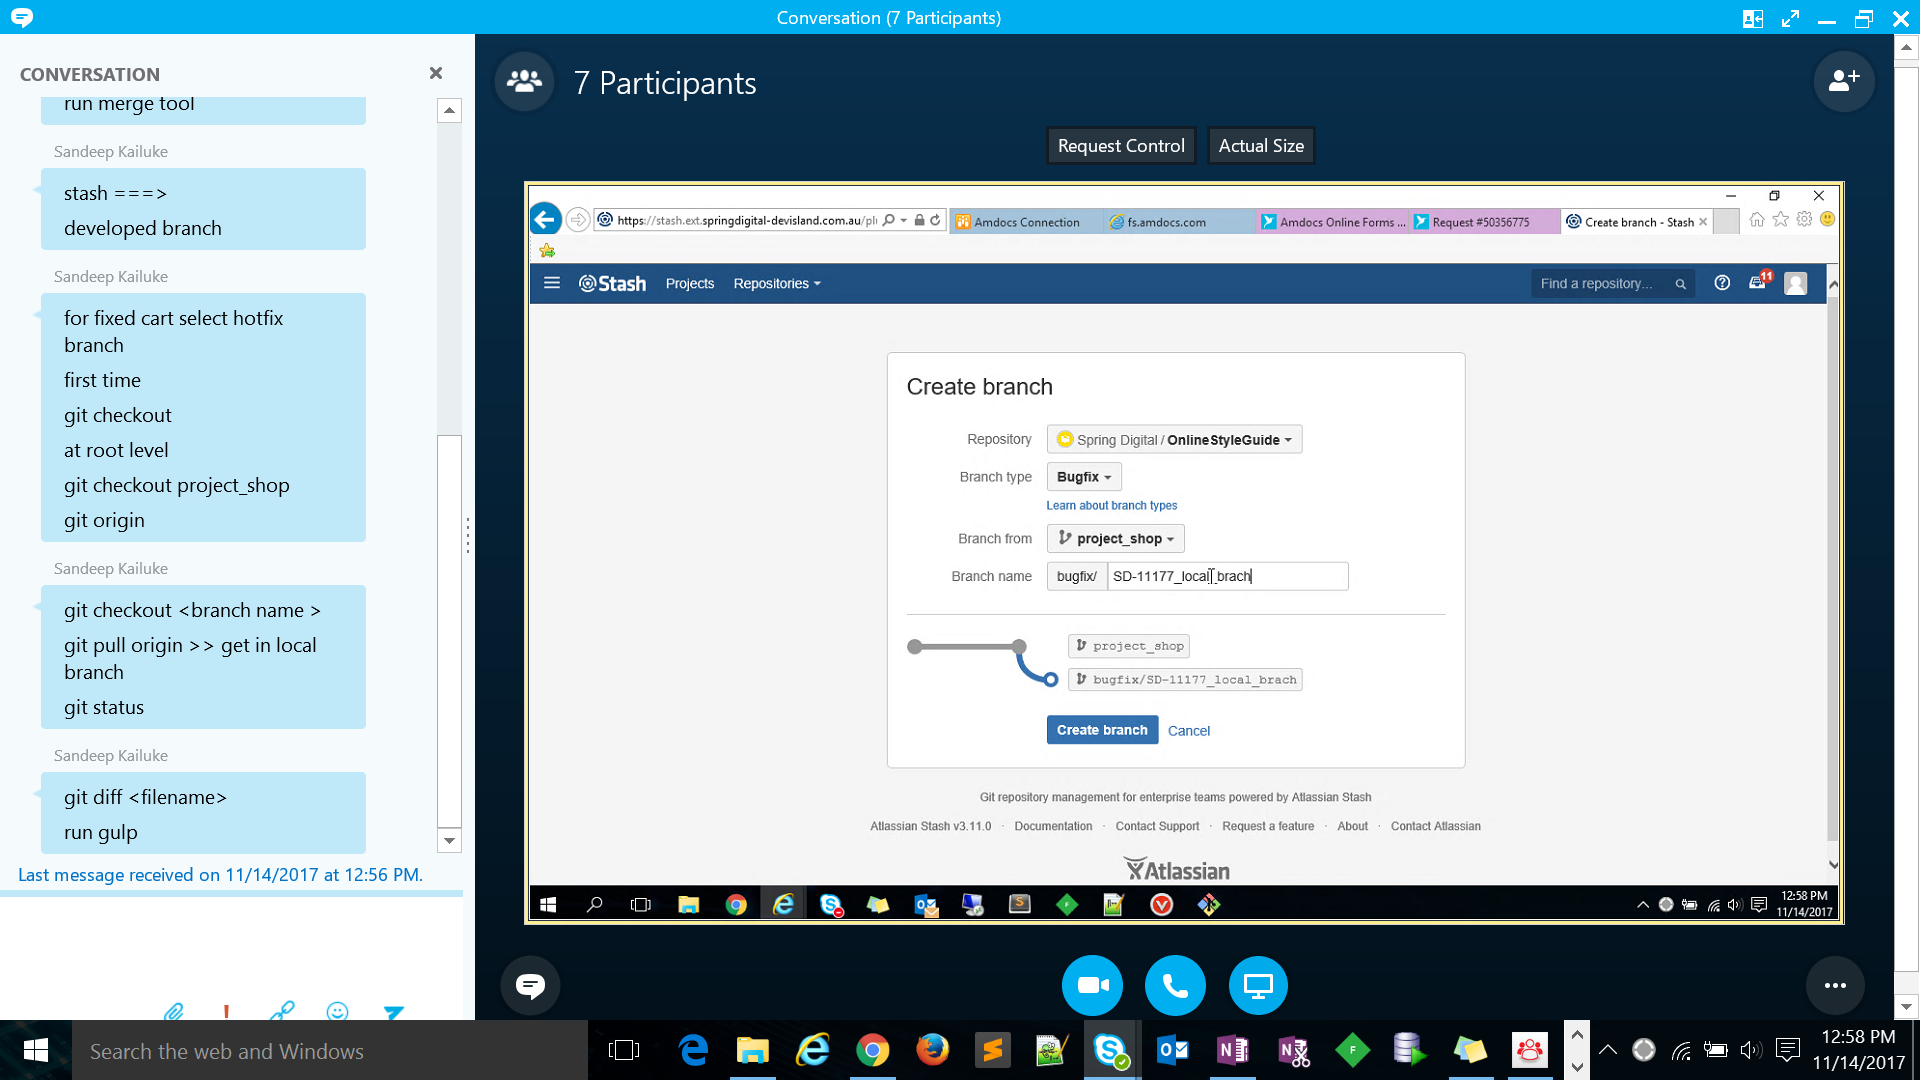 Conversation (7 Participants)
CONVERSATION
run merge tool
Sandeep Kailuke
stash ===>
developed branch
Sandeep Kailuke
for fixed cart select hotfix
branch
first time
git checkout
at root level
git checkout project_shop
git origin
Sandeep Kailuke
git checkout <branch name >
git pull origin >> get in local
branch
git status
Sandeep Kailuke
git diff <filename>
run gulp
Last message received on 11/14/2017 at 12:56 PM.
7 Participants
Request Control
Actual Size
https://stash.ext.springdigital-devisland.com.au/plu
Amdocs Connection
fs.amdocs.com
Amdocs Online Forms ...
Request #50356775
Create branch - Stash
Stash
Projects
Repositories
Find a repository...
11
Create branch
Repository
Spring Digital / OnlineStyleGuide
Branch type
Bugfix
Learn about branch types
Branch from
project_shop
Branch name
bugfix/
SD-11177_local_brach
project_shop
bugfix/SD-11177_local_brach
Create branch
Cancel
Git repository management for enterprise teams powered by Atlassian Stash
Atlassian Stash v3.11.0 · Documentation · Contact Support · Request a feature · About · Contact Atlassian
Atlassian
12:58 PM
11/14/2017
Search the web and Windows
12:58 PM
11/14/2017